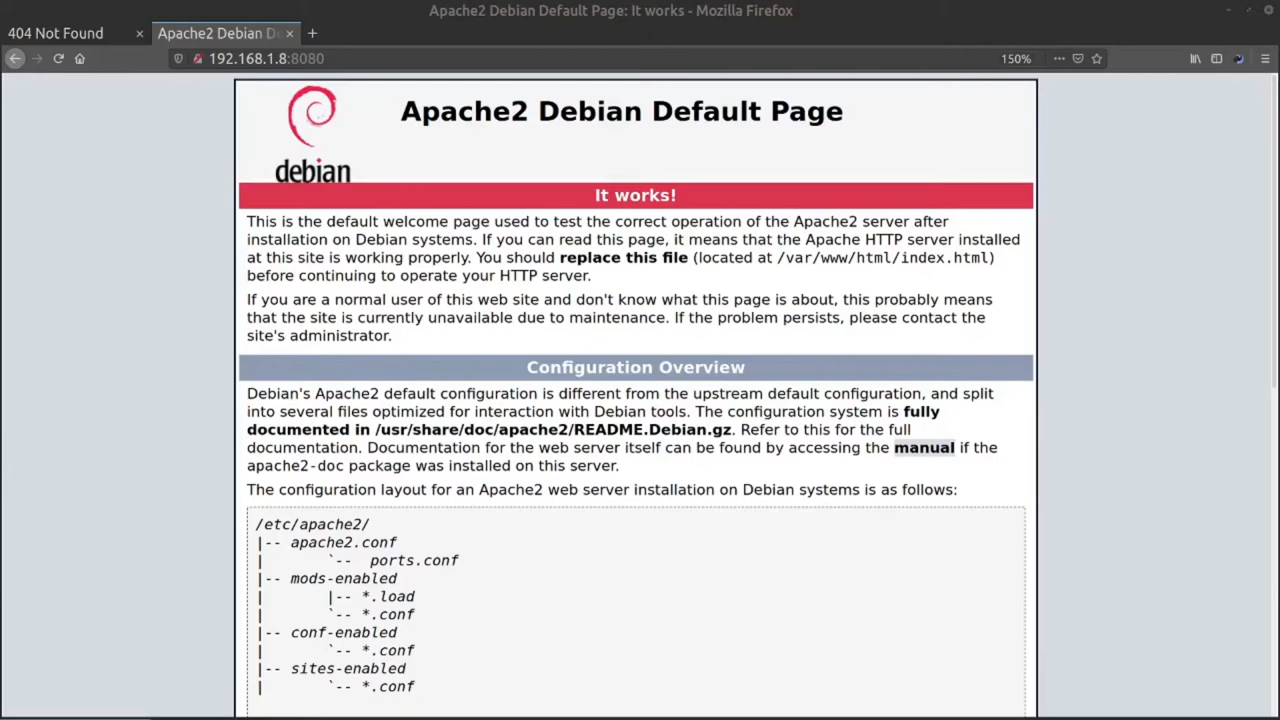 Apache2 Debian Default Page: It works - Mozilla Firefox
404 Not Found
Apache2 Debian D
192.168.1.8:8080
150%
debian
Apache2 Debian Default Page
It works!
This is the default welcome page used to test the correct operation of the Apache2 server after
installation on Debian systems. If you can read this page, it means that the Apache HTTP server installed
at this site is working properly. You should replace this file (located at /var/www/html/index.html)
before continuing to operate your HTTP server.
If you are a normal user of this web site and don't know what this page is about, this probably means
that the site is currently unavailable due to maintenance. If the problem persists, please contact the
site's administrator.
Configuration Overview
Debian's Apache2 default configuration is different from the upstream default configuration, and split
into several files optimized for interaction with Debian tools. The configuration system is fully
documented in /usr/share/doc/apache2/README.Debian.gz. Refer to this for the full
documentation. Documentation for the web server itself can be found by accessing the manual if the
apache2-doc package was installed on this server.
The configuration layout for an Apache2 web server installation on Debian systems is as follows:
/etc/apache2/
|-- apache2.conf
|       `--  ports.conf
|-- mods-enabled
|       |-- *.load
|       `-- *.conf
|-- conf-enabled
|       `-- *.conf
|-- sites-enabled
|       `-- *.conf